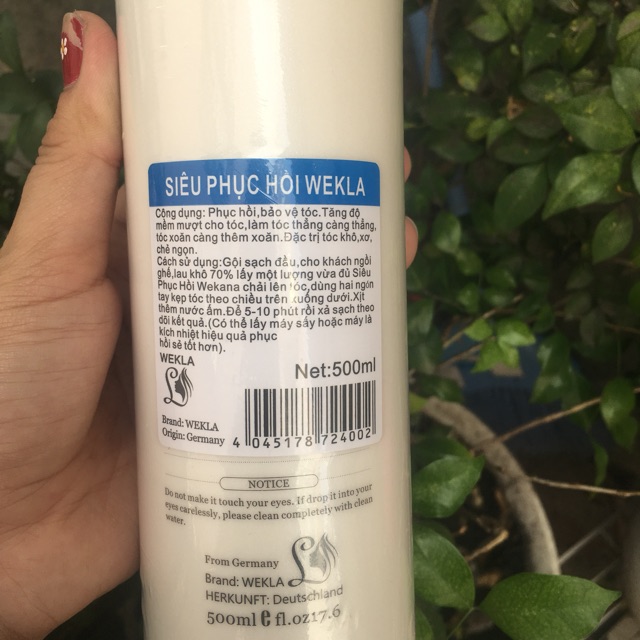 SIÊU PHỤC HỒI WEKLA
Công dụng: Phục hồi,bảo vệ tóc.Tăng độ
mềm mượt cho tóc,làm tóc thẳng càng thẳng,
tóc xoăn càng thêm xoăn.Đặc trị tóc khô,xơ,
chẻ ngọn.
Cách sử dụng:Gội sạch đầu,cho khách ngồi
ghế,lau khô 70% lấy một lượng vừa đủ Siêu
Phục Hồi Wekana chải lên tóc,dùng hai ngón
tay kẹp tóc theo chiều trên xuống dưới.Xịt
thêm nước ấm.Để 5-10 phút rồi xả sạch theo
dõi kết quả.(Có thể lấy máy sấy hoặc máy là
kích nhiệt hiệu quả phục
hồi sẽ tốt hơn).
WEKLA
Net:500ml
Brand: WEKLA
Origin: Germany
4 045178 724002
NOTICE
Do not make it touch your eyes. If drop it into your
eyes carelessly, please clean completely with clean
water.
From Germany
Brand: WEKLA
HERKUNFT: Deutschland
500ml e fl.oz17.6